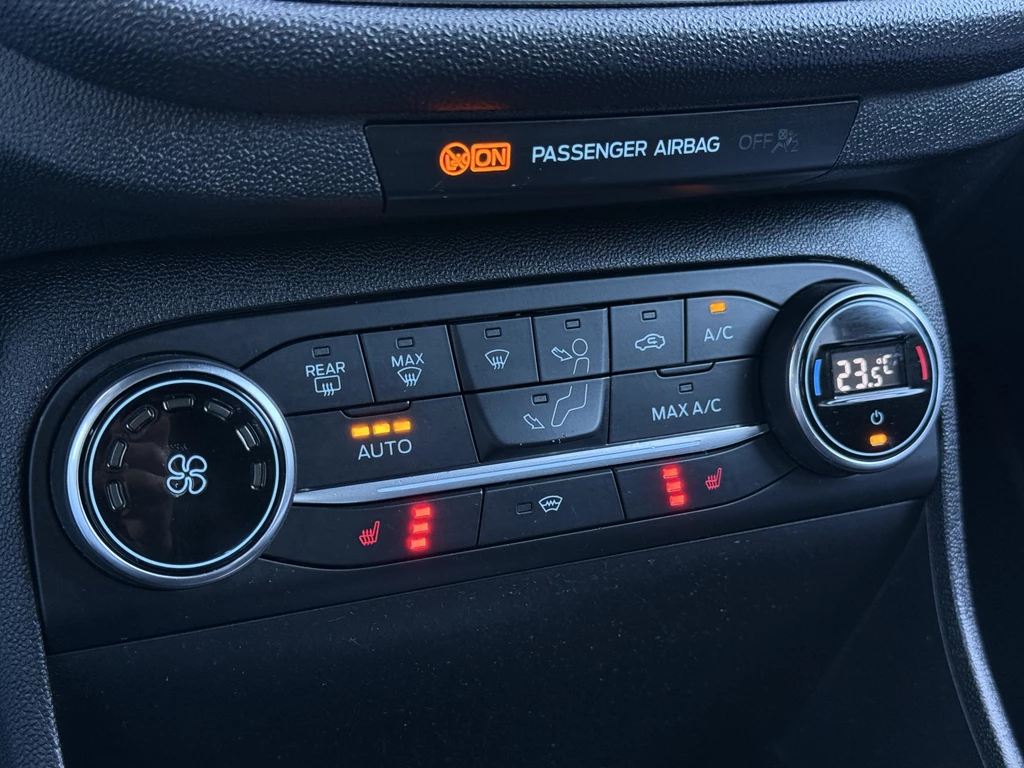 ON PASSENGER AIRBAG OFF
REAR
MAX
A/C
23.5°C
AUTO
MAX A/C